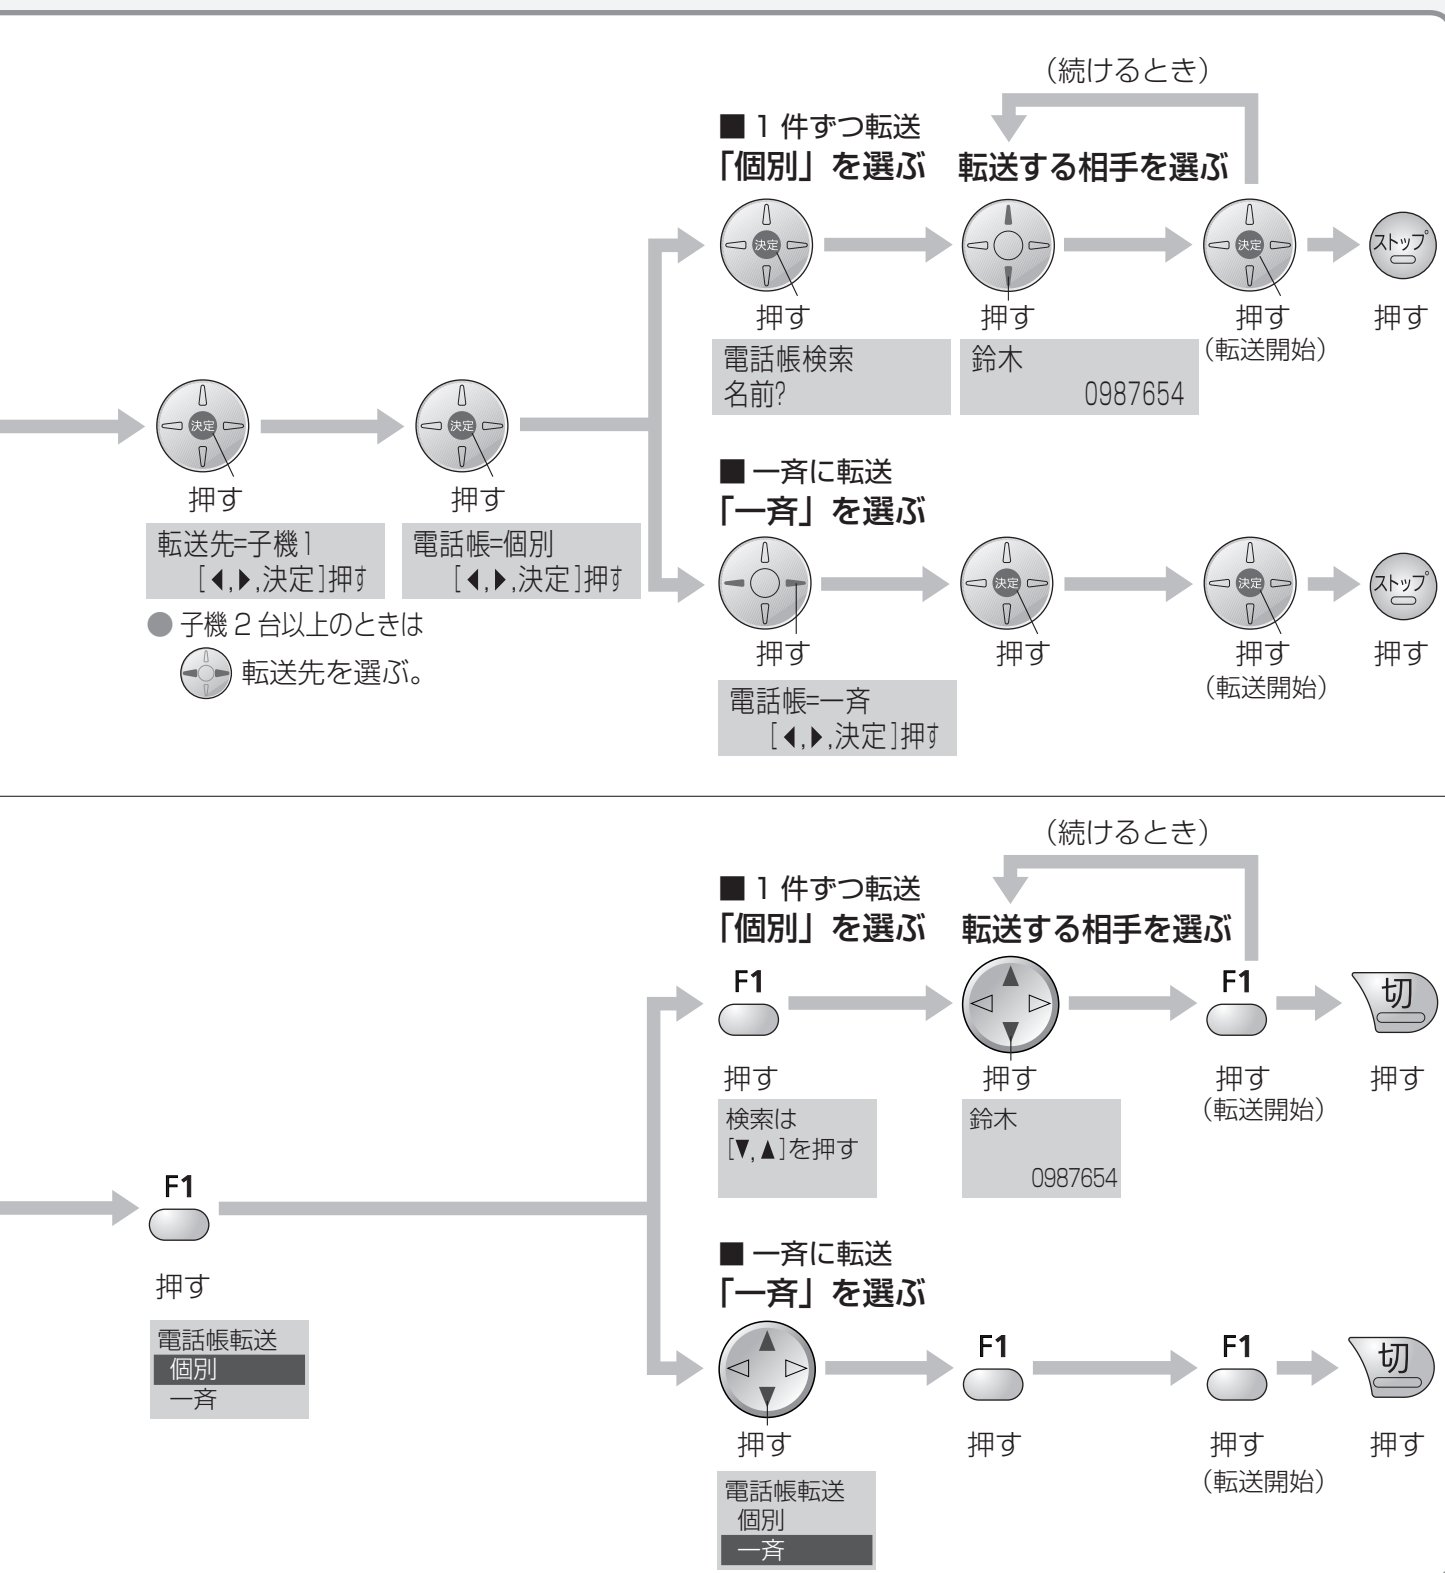 (続けるとき)
■ 1 件ずつ転送
「個別」を選ぶ 転送する相手を選ぶ
決定
決定
ストップ
押す
押す
押す
(転送開始)
押す
電話帳検索
名前?
鈴木
0987654
決定
押す
転送先=子機1
[◀,▶,決定]押す
決定
押す
電話帳=個別
[◀,▶,決定]押す
● 子機 2 台以上のときは
転送先を選ぶ。
■ 一斉に転送
「一斉」を選ぶ
決定
決定
ストップ
押す
押す
押す
(転送開始)
押す
電話帳=一斉
[◀,▶,決定]押す
(続けるとき)
■ 1 件ずつ転送
「個別」を選ぶ 転送する相手を選ぶ
F1
F1
切
押す
押す
押す
(転送開始)
押す
検索は
[▼,▲]を押す
鈴木
0987654
F1
押す
電話帳転送
個別
一斉
■ 一斉に転送
「一斉」を選ぶ
F1
F1
切
押す
押す
押す
(転送開始)
押す
電話帳転送
個別
一斉